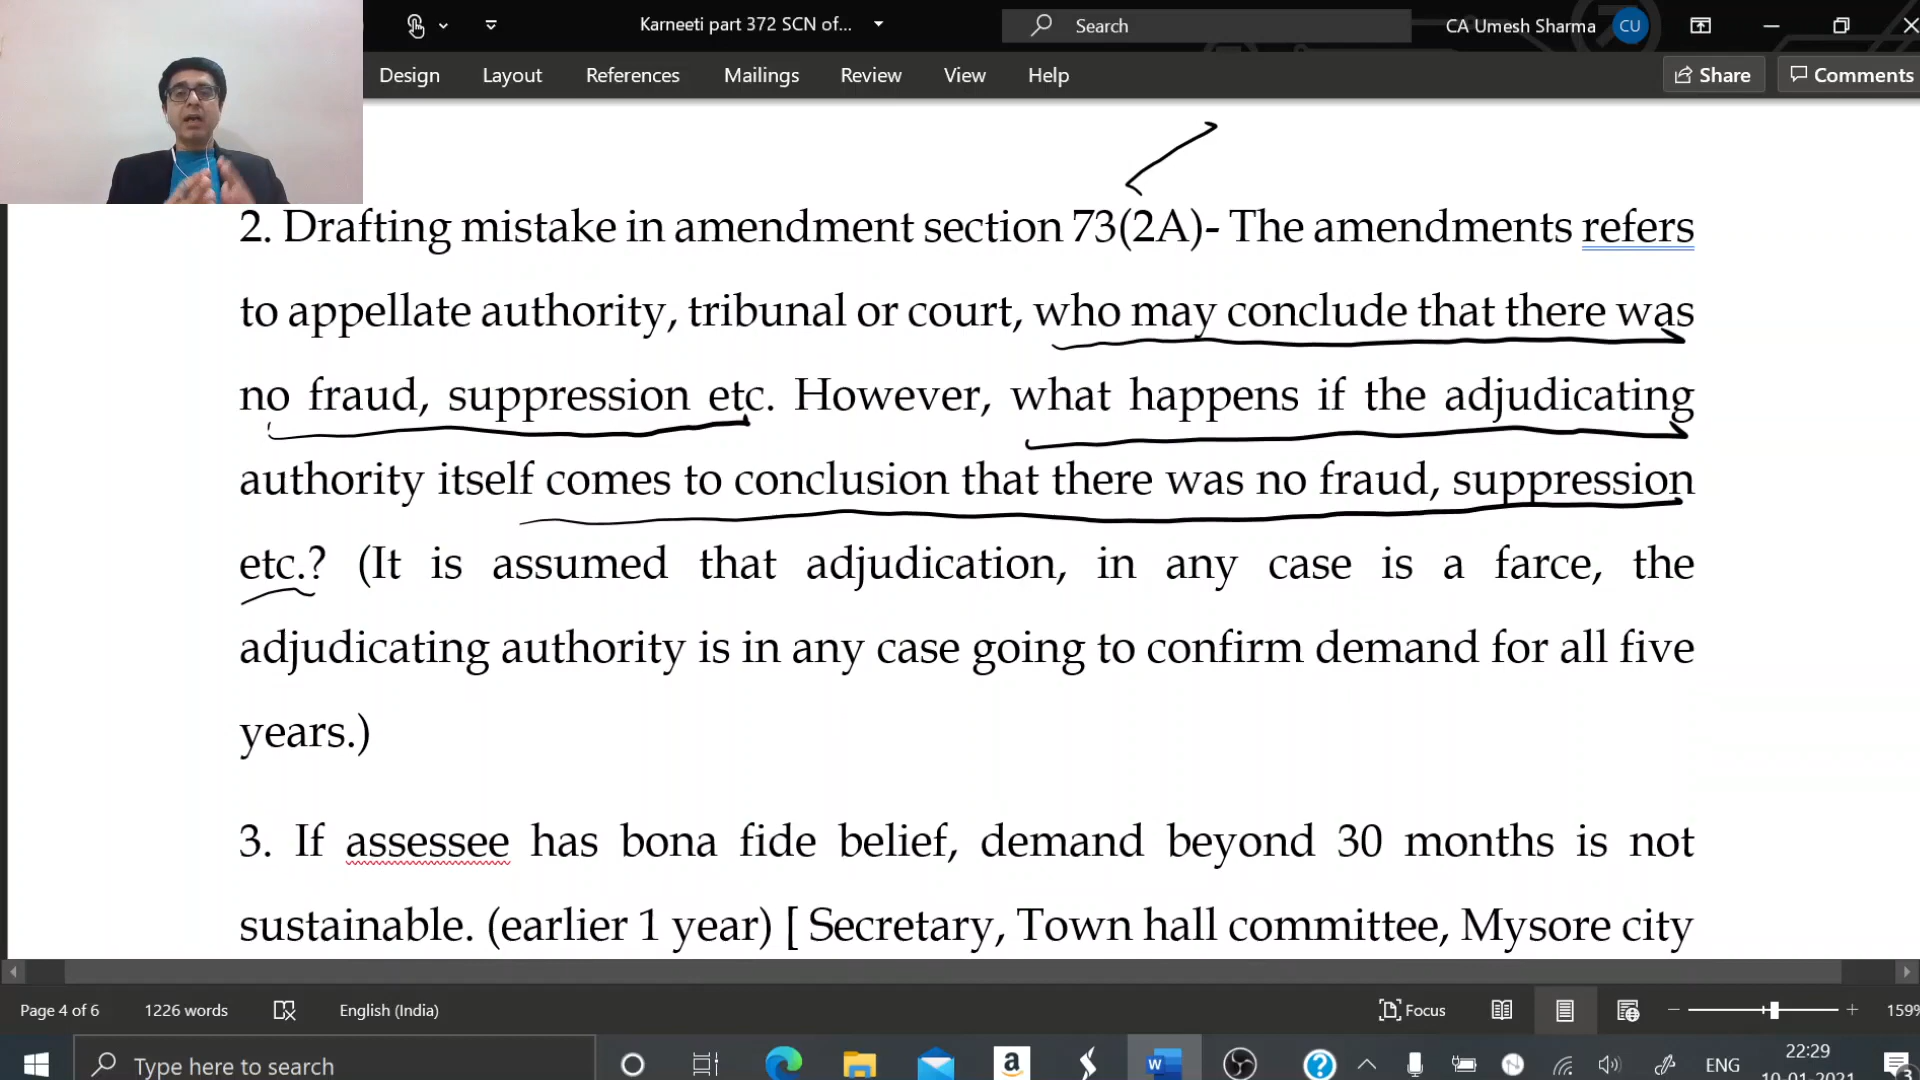 Karneeti part 372 SCN of...
Search
CA Umesh Sharma
CU
Design Layout References Mailings Review View Help
Share Comments
2. Drafting mistake in amendment section 73(2A)- The amendments refers
to appellate authority, tribunal or court, who may conclude that there was
no fraud, suppression etc. However, what happens if the adjudicating
authority itself comes to conclusion that there was no fraud, suppression
etc.? (It is assumed that adjudication, in any case is a farce, the
adjudicating authority is in any case going to confirm demand for all five
years.)
3. If assessee has bona fide belief, demand beyond 30 months is not
sustainable. (earlier 1 year) [ Secretary, Town hall committee, Mysore city
Page 4 of 6 1226 words English (India) Focus 159%
Type here to search
ENG
22:29
10-01-2021
3